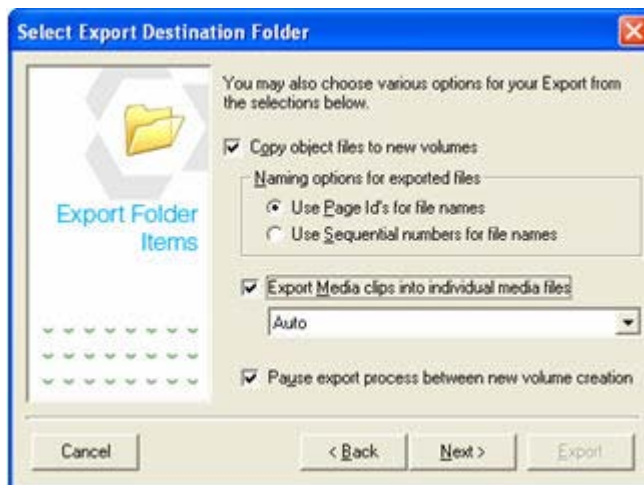 Select Export Destination Folder
Export Folder
Items
You may also choose various options for your Export from
the selections below.
Copy object files to new volumes
Naming options for exported files
Use Page Id's for file names
Use Sequential numbers for file names
Export Media clips into individual media files
Auto
Pause export process between new volume creation
Cancel
< Back
Next >
Export